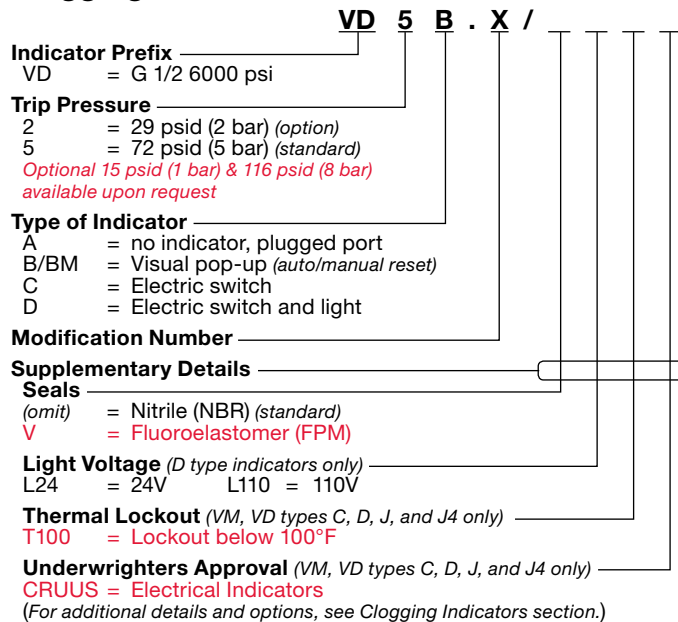 VD 5 B . X /
Indicator Prefix
VD = G 1/2 6000 psi
Trip Pressure
2 = 29 psid (2 bar) (option)
5 = 72 psid (5 bar) (standard)
Optional 15 psid (1 bar) & 116 psid (8 bar)
available upon request
Type of Indicator
A = no indicator, plugged port
B/BM = Visual pop-up (auto/manual reset)
C = Electric switch
D = Electric switch and light
Modification Number
Supplementary Details
Seals
(omit) = Nitrile (NBR) (standard)
V = Fluoroelastomer (FPM)
Light Voltage (D type indicators only)
L24 = 24V L110 = 110V
Thermal Lockout (VM, VD types C, D, J, and J4 only)
T100 = Lockout below 100°F
Underwrighters Approval (VM, VD types C, D, J, and J4 only)
CRUUS = Electrical Indicators
(For additional details and options, see Clogging Indicators section.)